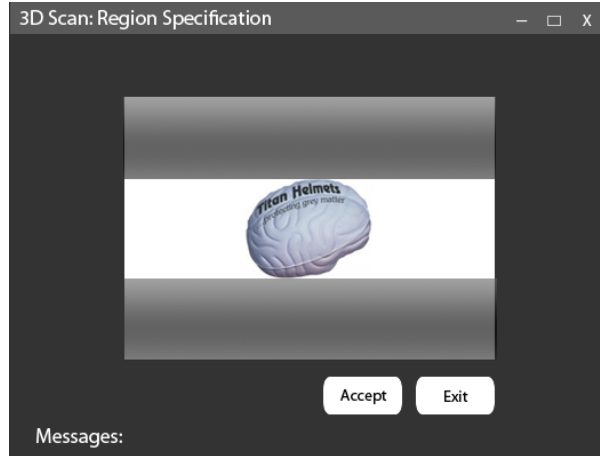 3D Scan: Region Specification
Titan Helmets
protecting grey matter
Accept
Exit
Messages: